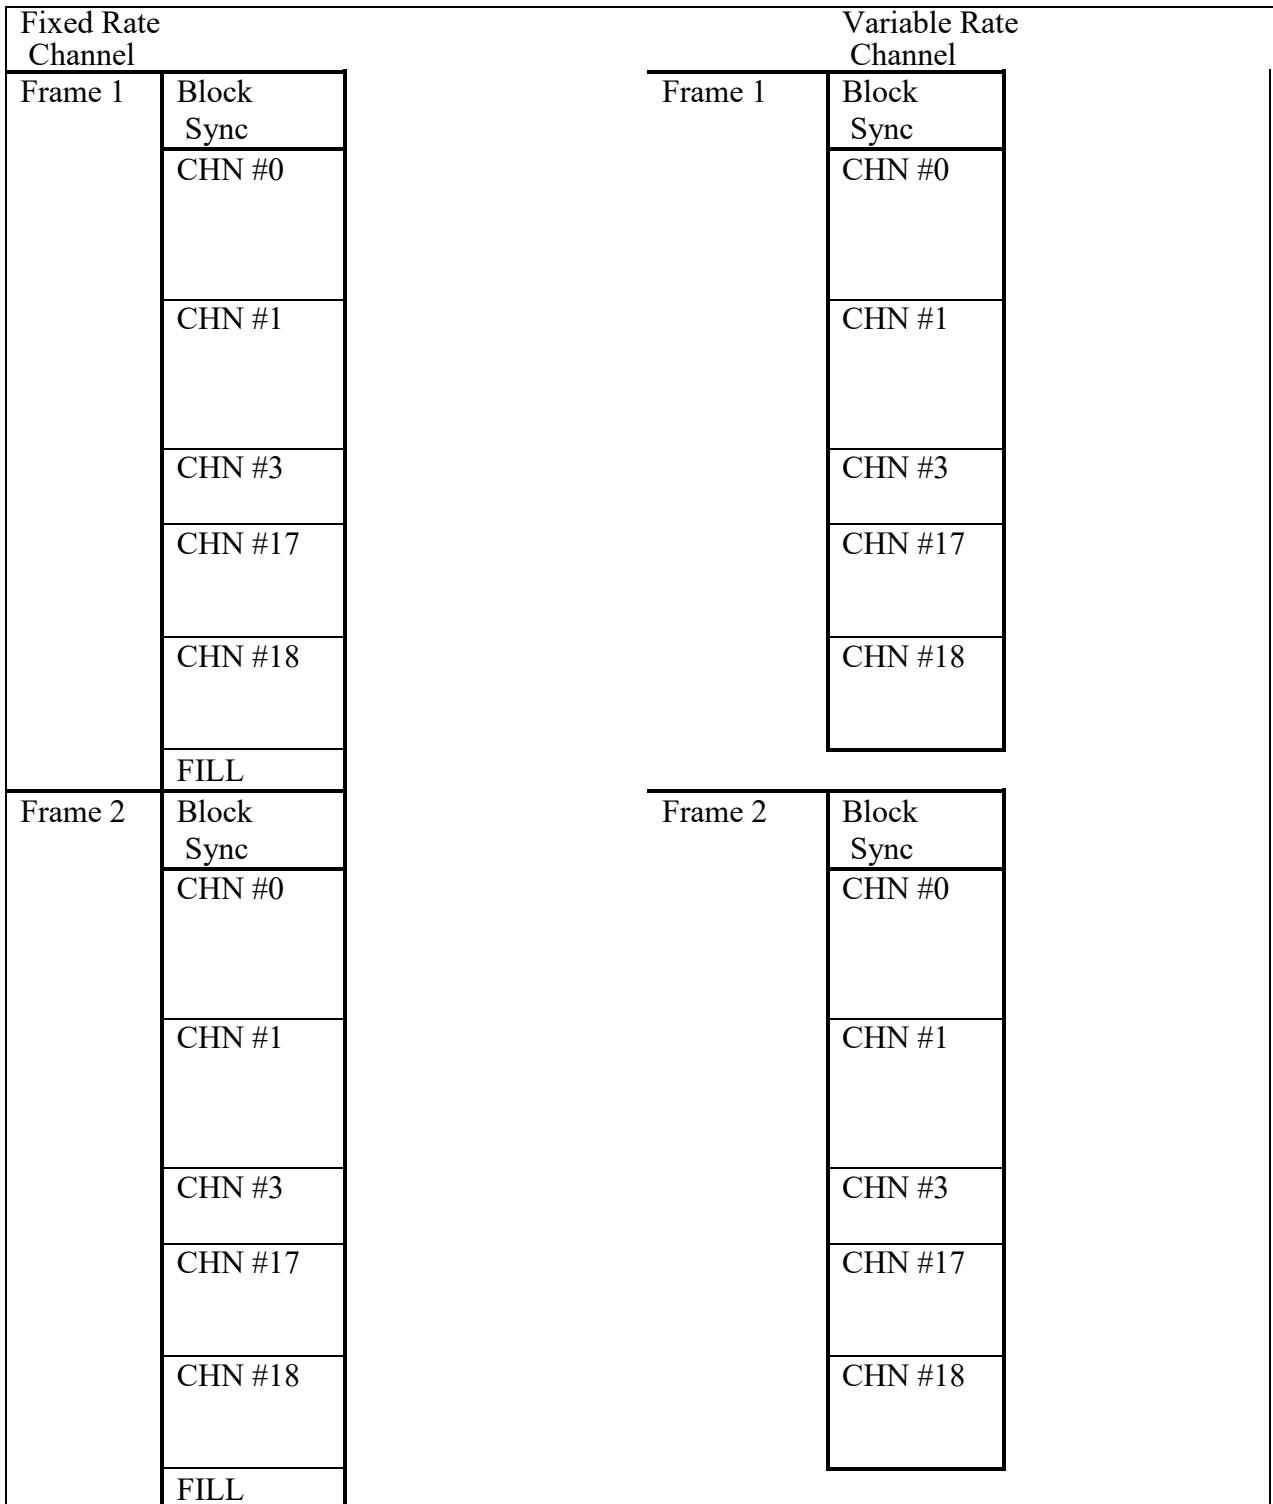 Fixed Rate
Channel
Variable Rate
Channel
Frame 1
Block
Sync
CHN #0
CHN #1
CHN #3
CHN #17
CHN #18
FILL
Frame 2
Block
Sync
CHN #0
CHN #1
CHN #3
CHN #17
CHN #18
FILL
Frame 1
Block
Sync
CHN #0
CHN #1
CHN #3
CHN #17
CHN #18
Frame 2
Block
Sync
CHN #0
CHN #1
CHN #3
CHN #17
CHN #18